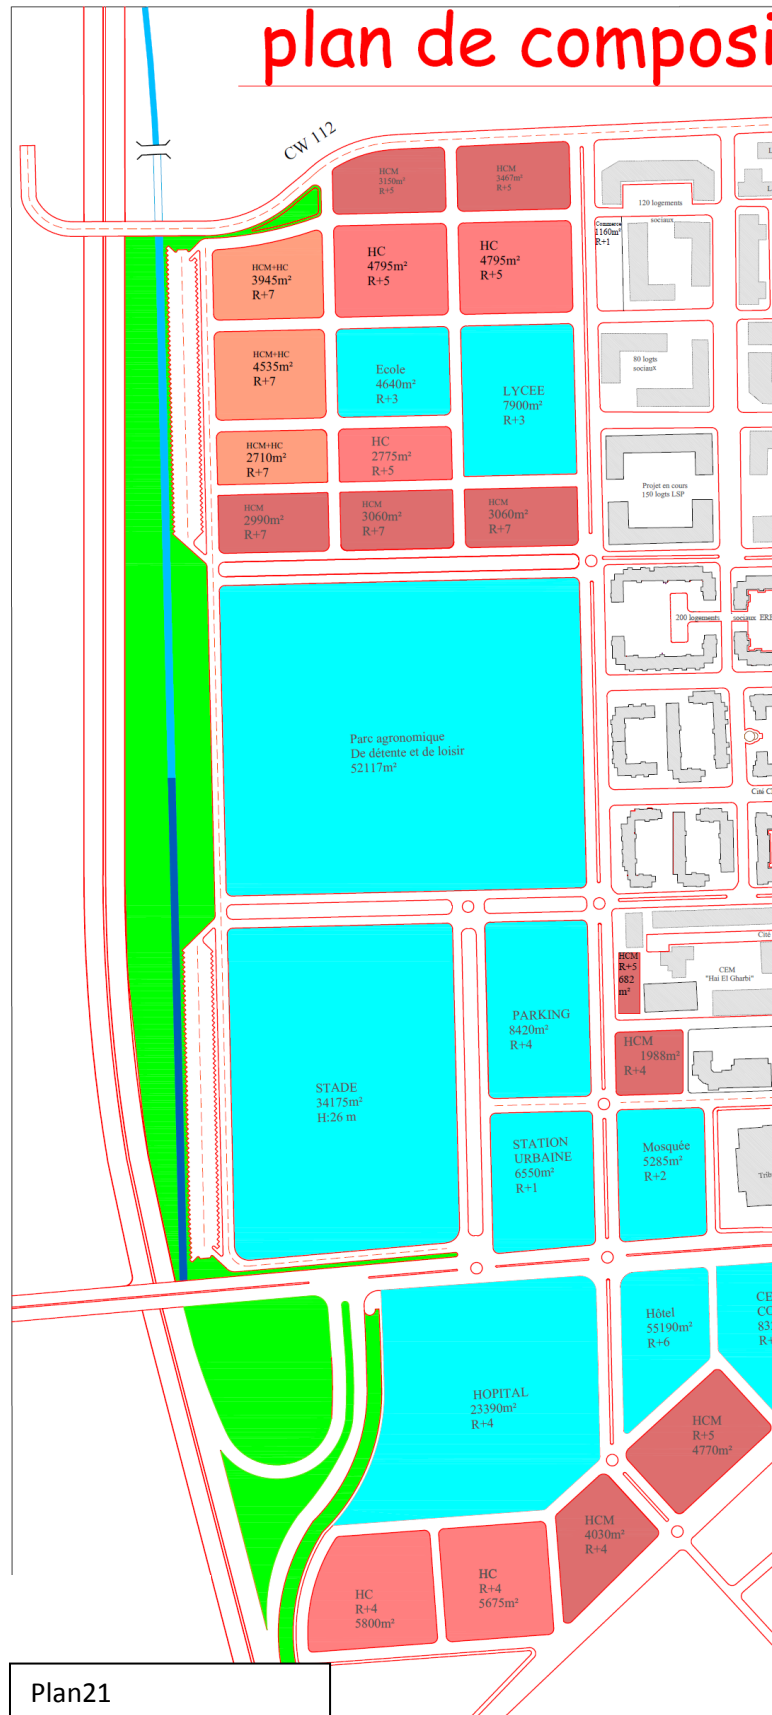 plan de composi
CW 112
HCM
3150m²
R+5
HCM
3467m²
R+5
120 logements
sociaux
Commerce
1160m²
R+1
HCM+HC
3945m²
R+7
HC
4795m²
R+5
HC
4795m²
R+5
HCM+HC
4535m²
R+7
Ecole
4640m²
R+3
LYCEE
7900m²
R+3
80 logts
sociaux
HCM+HC
2710m²
R+7
HC
2775m²
R+5
HCM
2990m²
R+7
HCM
3060m²
R+7
HCM
3060m²
R+7
Projet en cours
150 logts LSP
200 logements
sociaux
Parc agronomique
De détente et de loisir
52117m²
Cité
HCM
R+5
682
m²
CEM
"Hai El Gharbi"
PARKING
8420m²
R+4
HCM
1988m²
R+4
STADE
34175m²
H:26 m
STATION
URBAINE
6550m²
R+1
Mosquée
5285m²
R+2
Hôtel
55190m²
R+6
HOPITAL
23390m²
R+4
HCM
R+5
4770m²
HCM
4030m²
R+4
HC
R+4
5800m²
HC
R+4
5675m²
Plan21